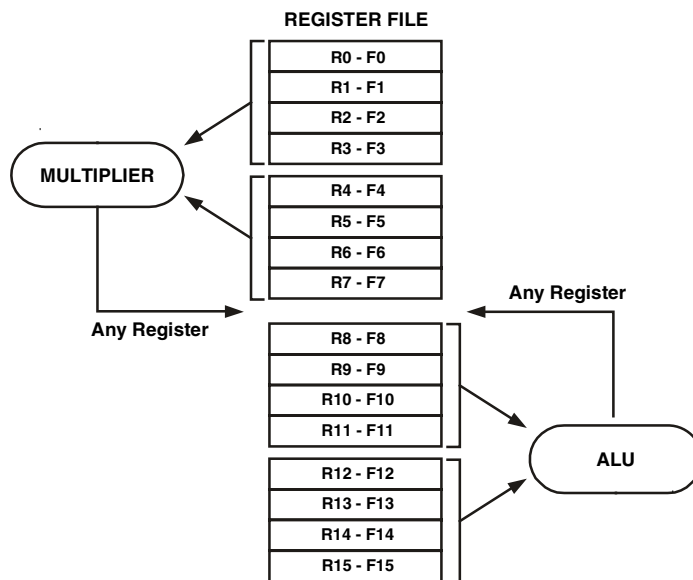 REGISTER FILE
R0 - F0
R1 - F1
R2 - F2
R3 - F3
MULTIPLIER
R4 - F4
R5 - F5
R6 - F6
R7 - F7
Any Register
Any Register
R8 - F8
R9 - F9
R10 - F10
R11 - F11
ALU
R12 - F12
R13 - F13
R14 - F14
R15 - F15